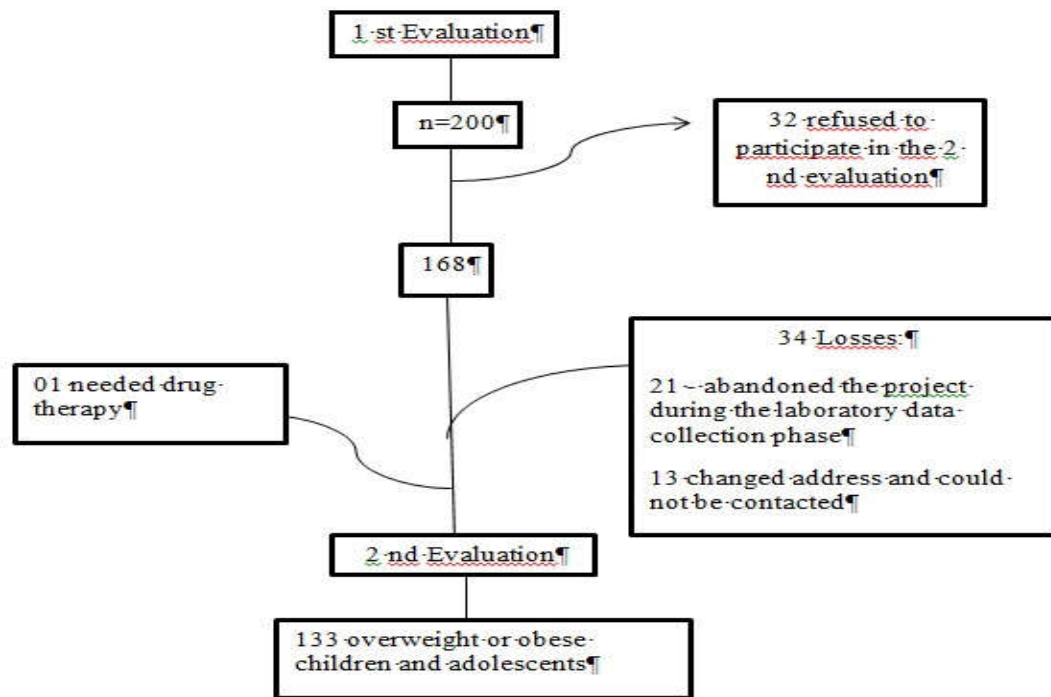 1·st·Evaluation¶
n=200¶
32·refused·to·
participate·in·the·2·
nd·evaluation¶
168¶
34·Losses:¶
01·needed·drug·
therapy¶
21·-·abandoned·the·project·
during·the·laboratory·data·
collection·phase¶
13·changed·address·and·could·
not·be·contacted¶
2·nd·Evaluation¶
133·overweight·or·obese·
children·and·adolescents¶